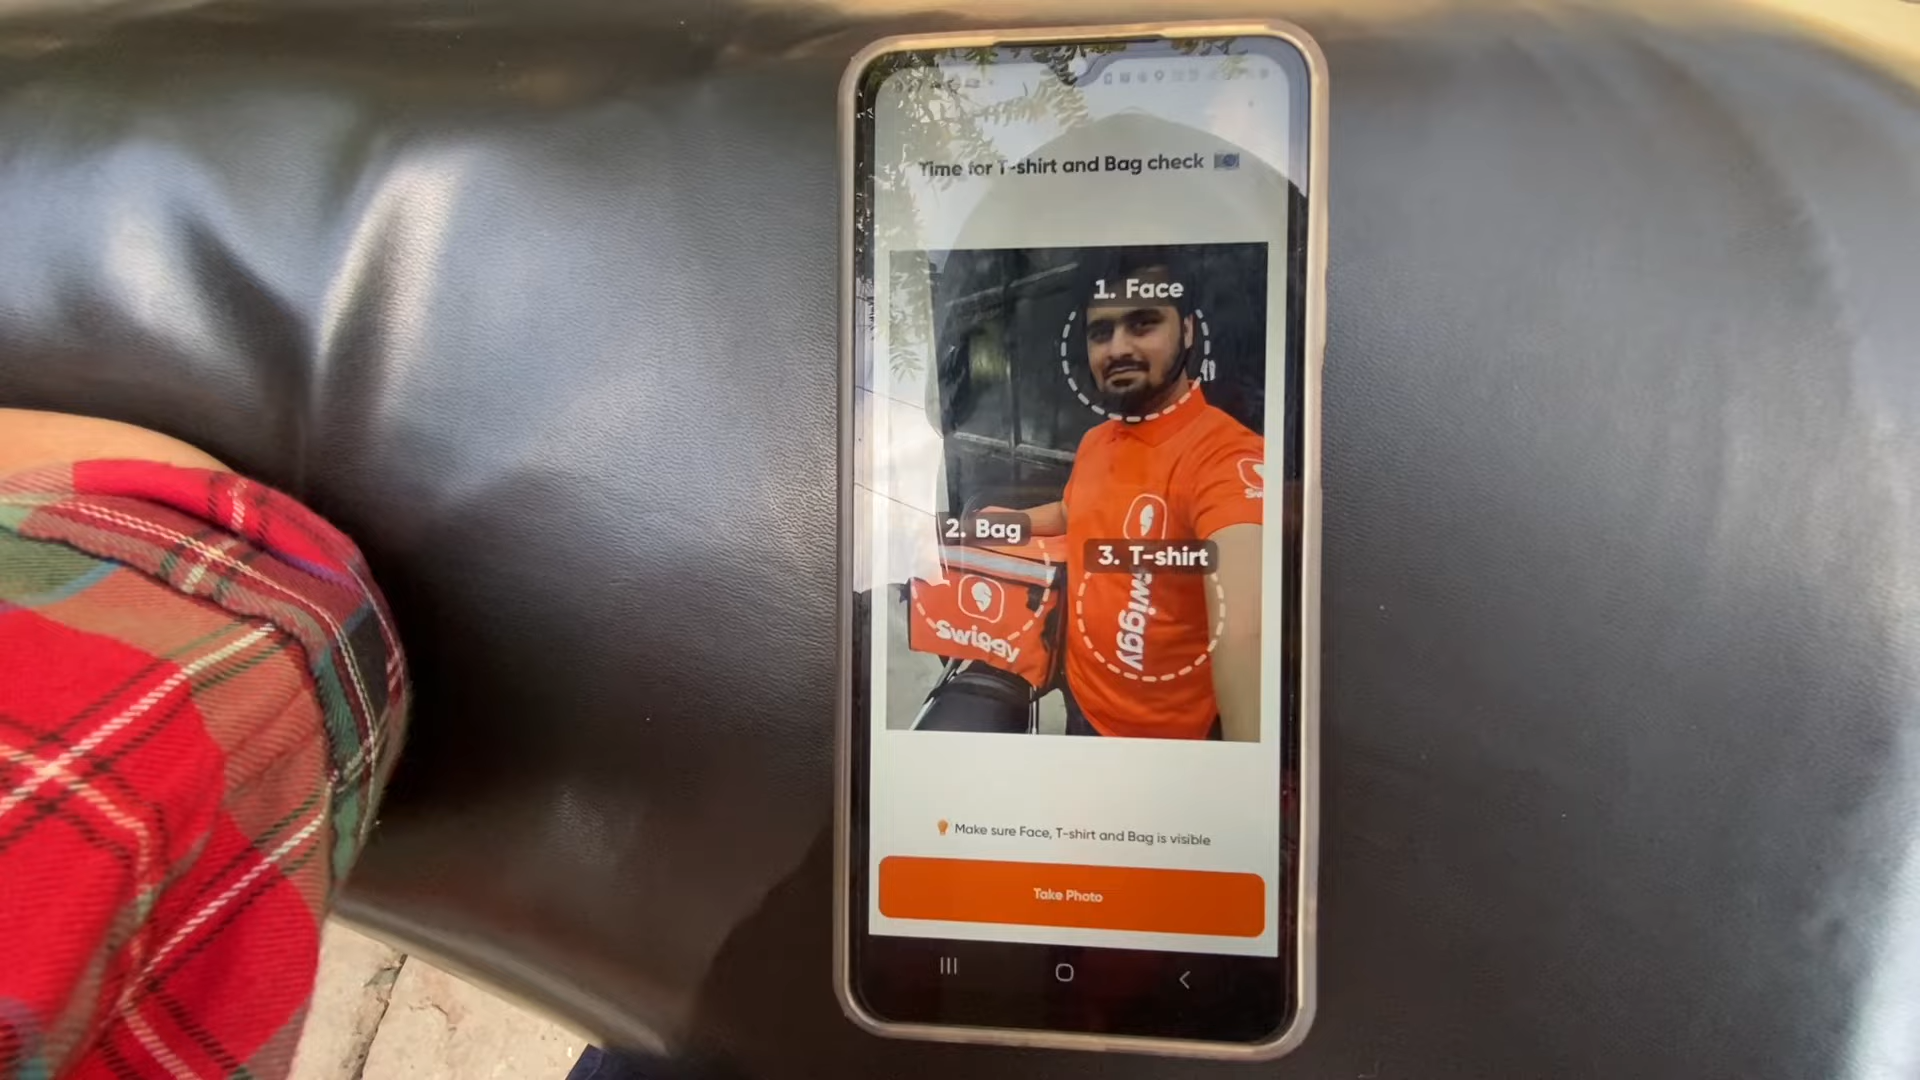 Time for T-shirt and Bag check
1. Face
2. Bag
3. T-shirt
Swiggy
Swiggy
Make sure Face, T-shirt and Bag is visible
Take Photo